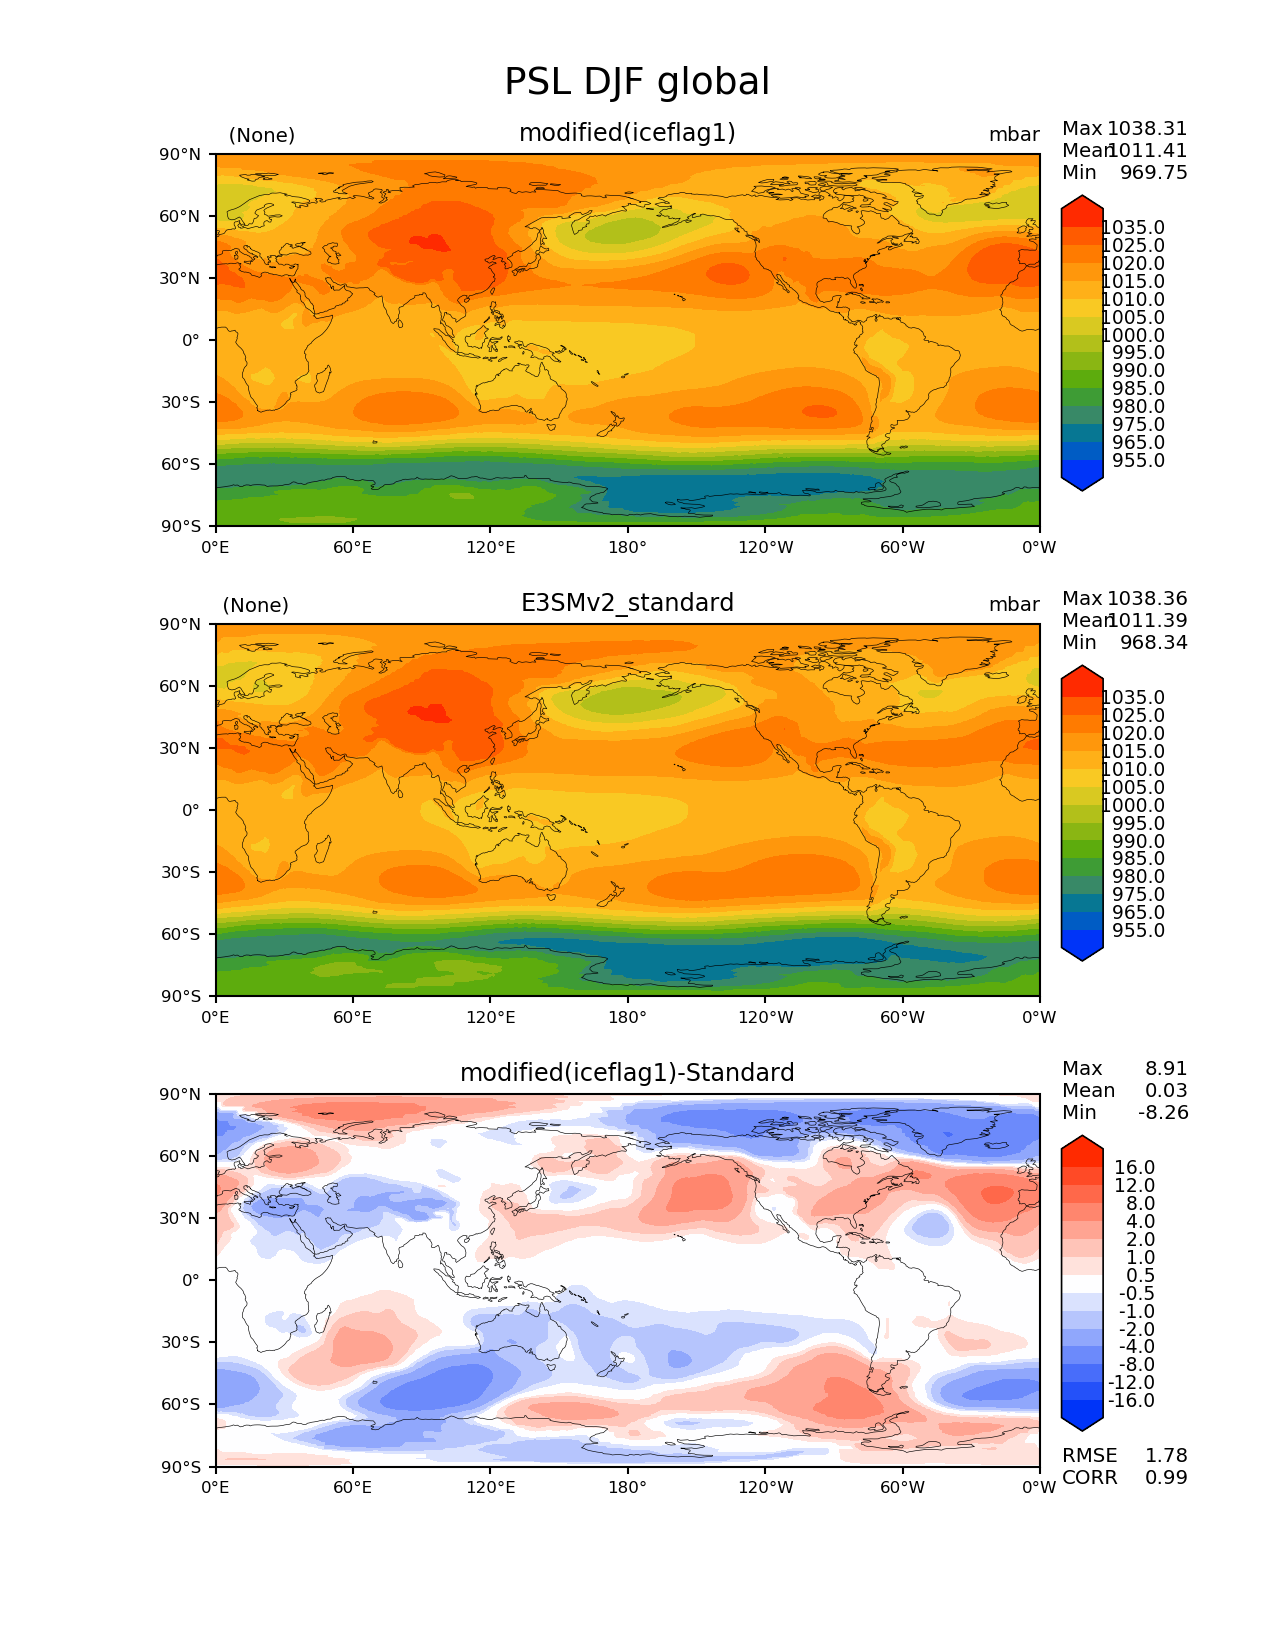 PSL DJF global
(None) modified(iceflag1) mbar
Max 1038.31
Mean 1011.41
Min 969.75
90°N
60°N
30°N
0°
30°S
60°S
90°S
0°E 60°E 120°E 180° 120°W 60°W 0°W
1035.0
1025.0
1020.0
1015.0
1010.0
1005.0
1000.0
995.0
990.0
985.0
980.0
975.0
965.0
955.0
(None) E3SMv2_standard mbar
Max 1038.36
Mean 1011.39
Min 968.34
90°N
60°N
30°N
0°
30°S
60°S
90°S
0°E 60°E 120°E 180° 120°W 60°W 0°W
1035.0
1025.0
1020.0
1015.0
1010.0
1005.0
1000.0
995.0
990.0
985.0
980.0
975.0
965.0
955.0
modified(iceflag1)-Standard
Max 8.91
Mean 0.03
Min -8.26
90°N
60°N
30°N
0°
30°S
60°S
90°S
0°E 60°E 120°E 180° 120°W 60°W 0°W
16.0
12.0
8.0
4.0
2.0
1.0
0.5
-0.5
-1.0
-2.0
-4.0
-8.0
-12.0
-16.0
RMSE 1.78
CORR 0.99